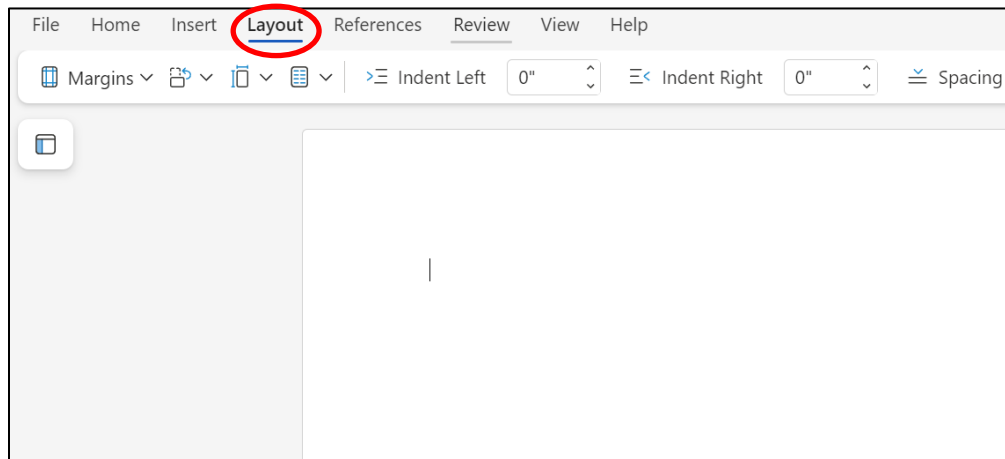 File Home Insert Layout References Review View Help
Margins Indent Left 0" Indent Right 0" Spacing